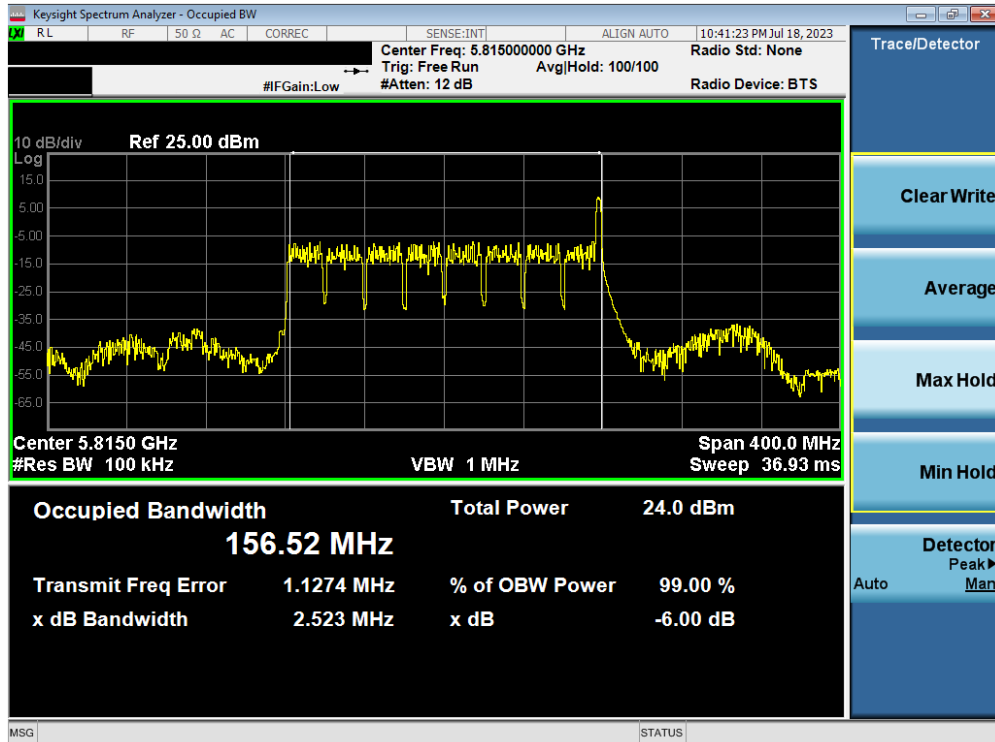 Keysight Spectrum Analyzer - Occupied BW
LXI RL RF 50 Ω AC CORREC SENSE:INT ALIGN AUTO 10:41:23 PM Jul 18, 2023
Center Freq: 5.815000000 GHz Radio Std: None
Trig: Free Run Avg|Hold: 100/100
#IFGain:Low #Atten: 12 dB Radio Device: BTS
10 dB/div Ref 25.00 dBm
Log
15.0
5.00
-5.00
-15.0
-25.0
-35.0
-45.0
-55.0
-65.0
Center 5.8150 GHz Span 400.0 MHz
#Res BW 100 kHz VBW 1 MHz Sweep 36.93 ms
Occupied Bandwidth Total Power 24.0 dBm
156.52 MHz
Transmit Freq Error 1.1274 MHz % of OBW Power 99.00 %
x dB Bandwidth 2.523 MHz x dB -6.00 dB
MSG STATUS
Trace/Detector
Clear Write
Average
Max Hold
Min Hold
Detector
Peak▶
Auto Man